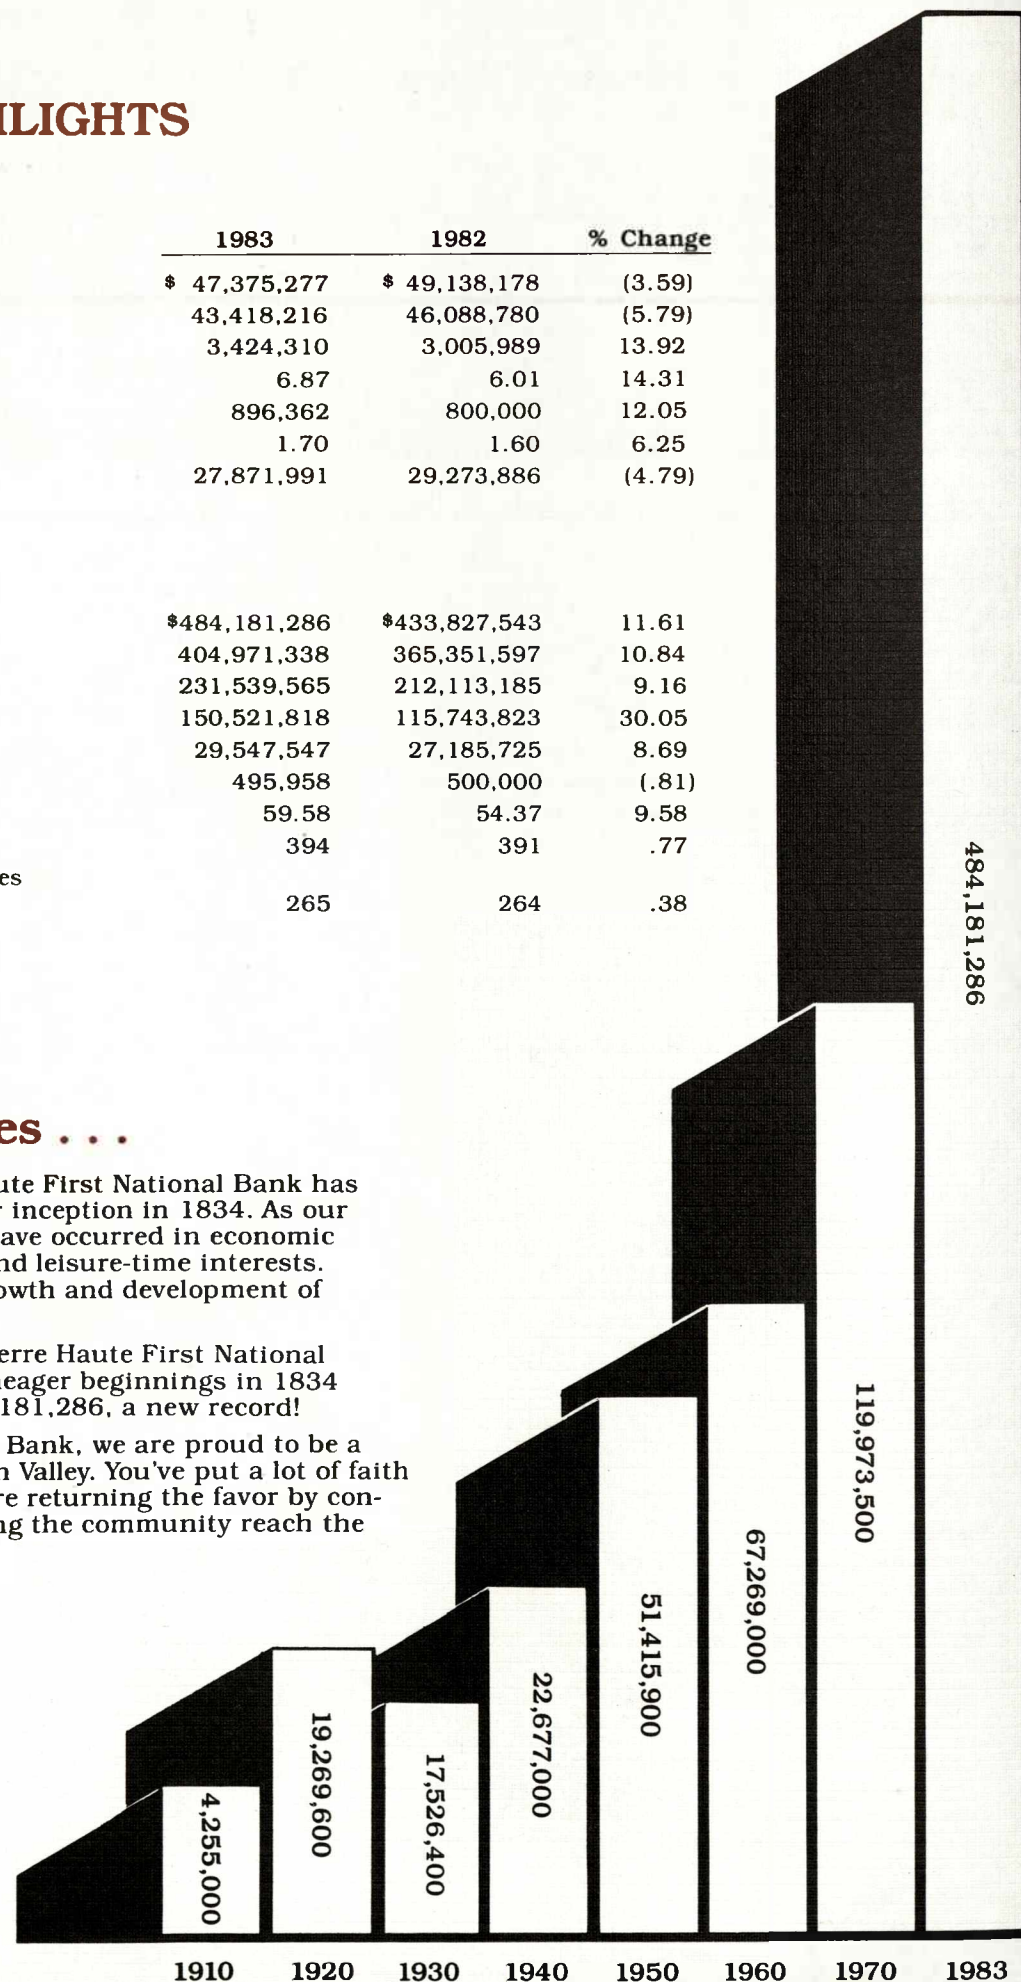 LIGHTS
1983 1982 % Change
$ 47,375,277 $ 49,138,178 (3.59)
43,418,216 46,088,780 (5.79)
3,424,310 3,005,989 13.92
6.87 6.01 14.31
896,362 800,000 12.05
1.70 1.60 6.25
27,871,991 29,273,886 (4.79)
$484,181,286 $433,827,543 11.61
404,971,338 365,351,597 10.84
231,539,565 212,113,185 9.16
150,521,818 115,743,823 30.05
29,547,547 27,185,725 8.69
495,958 500,000 (.81)
59.58 54.37 9.58
394 391 .77
es
265 264 .38
es . . .
ute First National Bank has
r inception in 1834. As our
ave occurred in economic
nd leisure-time interests.
owth and development of
erre Haute First National
eager beginnings in 1834
181,286, a new record!
Bank, we are proud to be a
n Valley. You've put a lot of faith
re returning the favor by con-
ng the community reach the
4,255,000
19,269,600
17,526,400
22,677,000
51,415,900
67,269,000
119,973,500
484,181,286
1910 1920 1930 1940 1950 1960 1970 1983